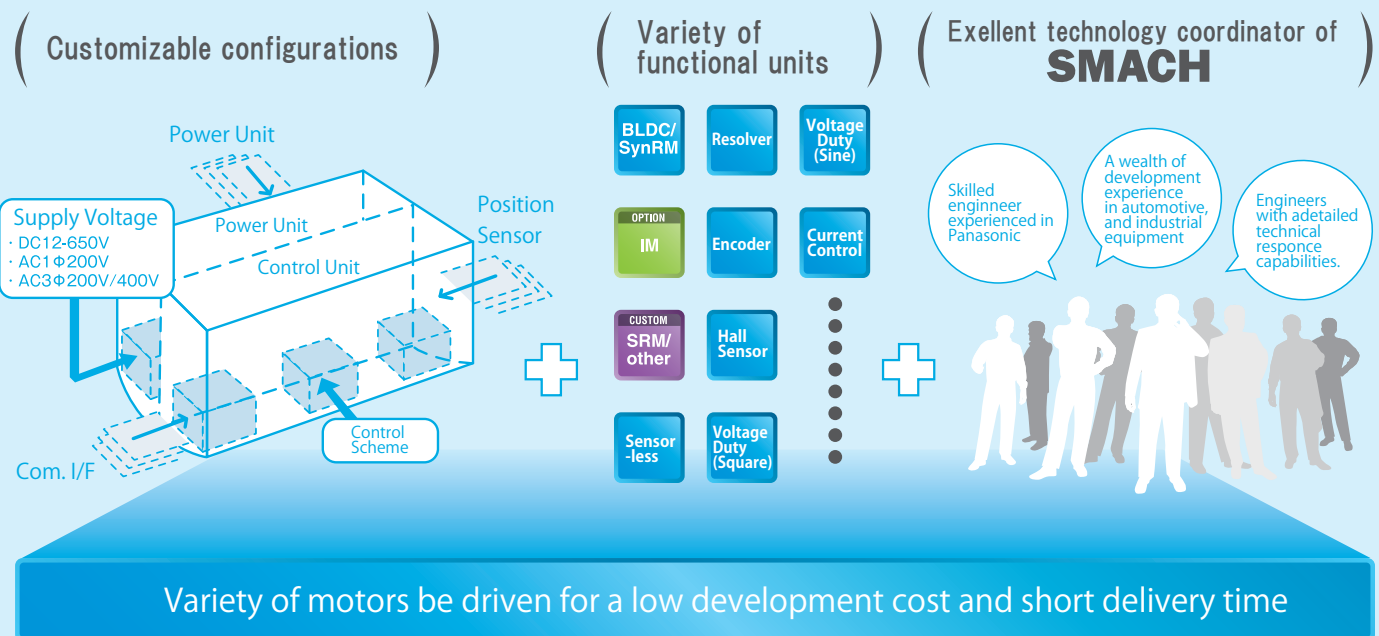 Customizable configurations
Power Unit
Supply Voltage
· DC12-650V
· AC1Φ200V
· AC3Φ200V/400V
Power Unit
Control Unit
Position
Sensor
Control
Scheme
Com. I/F
Variety of
functional units
BLDC/
SynRM
Resolver
Voltage
Duty
(Sine)
OPTION
IM
Encoder
Current
Control
CUSTOM
SRM/
other
Hall
Sensor
Sensor
-less
Voltage
Duty
(Square)
Exellent technology coordinator of
SMACH
Skilled
enginneer
experienced in
Panasonic
A wealth of
development
experience
in automotive,
and industrial
equipment
Engineers
with adetailed
technical
responce
capabilities.
Variety of motors be driven for a low development cost and short delivery time